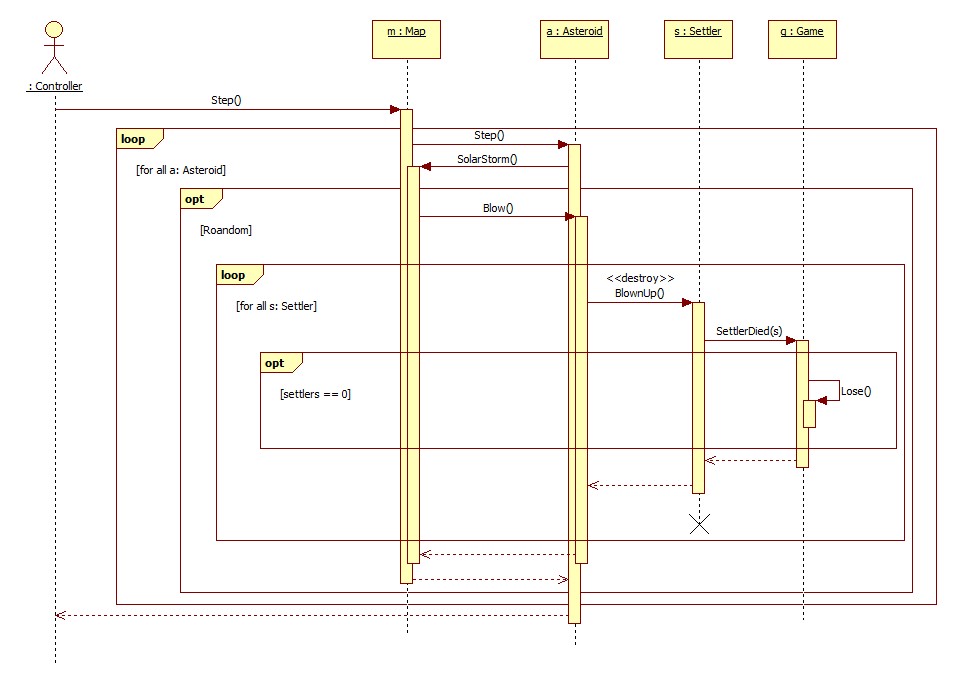 m : Map
a : Asteroid
s : Settler
g : Game
: Controller
Step()
loop
Step()
[for all a: Asteroid]
SolarStorm()
opt
Blow()
[Roandom]
loop
<<destroy>>
BlownUp()
[for all s: Settler]
SettlerDied(s)
opt
[settlers == 0]
Lose()